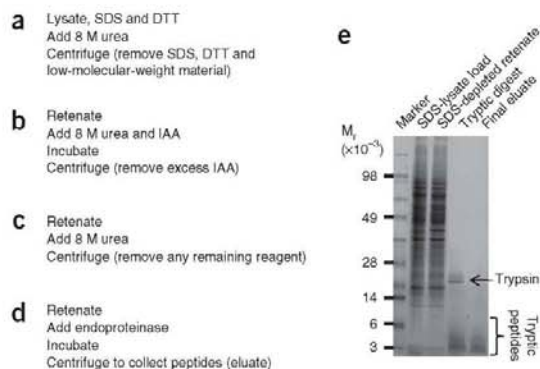 a
Lysate, SDS and DTT
Add 8 M urea
Centrifuge (remove SDS, DTT and
low-molecular-weight material)
b
Retenate
Add 8 M urea and IAA
Incubate
Centrifuge (remove excess IAA)
c
Retenate
Add 8 M urea
Centrifuge (remove any remaining reagent)
d
Retenate
Add endoproteinase
Incubate
Centrifuge to collect peptides (eluate)
e
Marker
SDS-lysate load
SDS-depleted retenate
Tryptic digest
Final eluate
Mr
(×10−3)
98
49
28
14
6
3
Trypsin
Tryptic
peptides